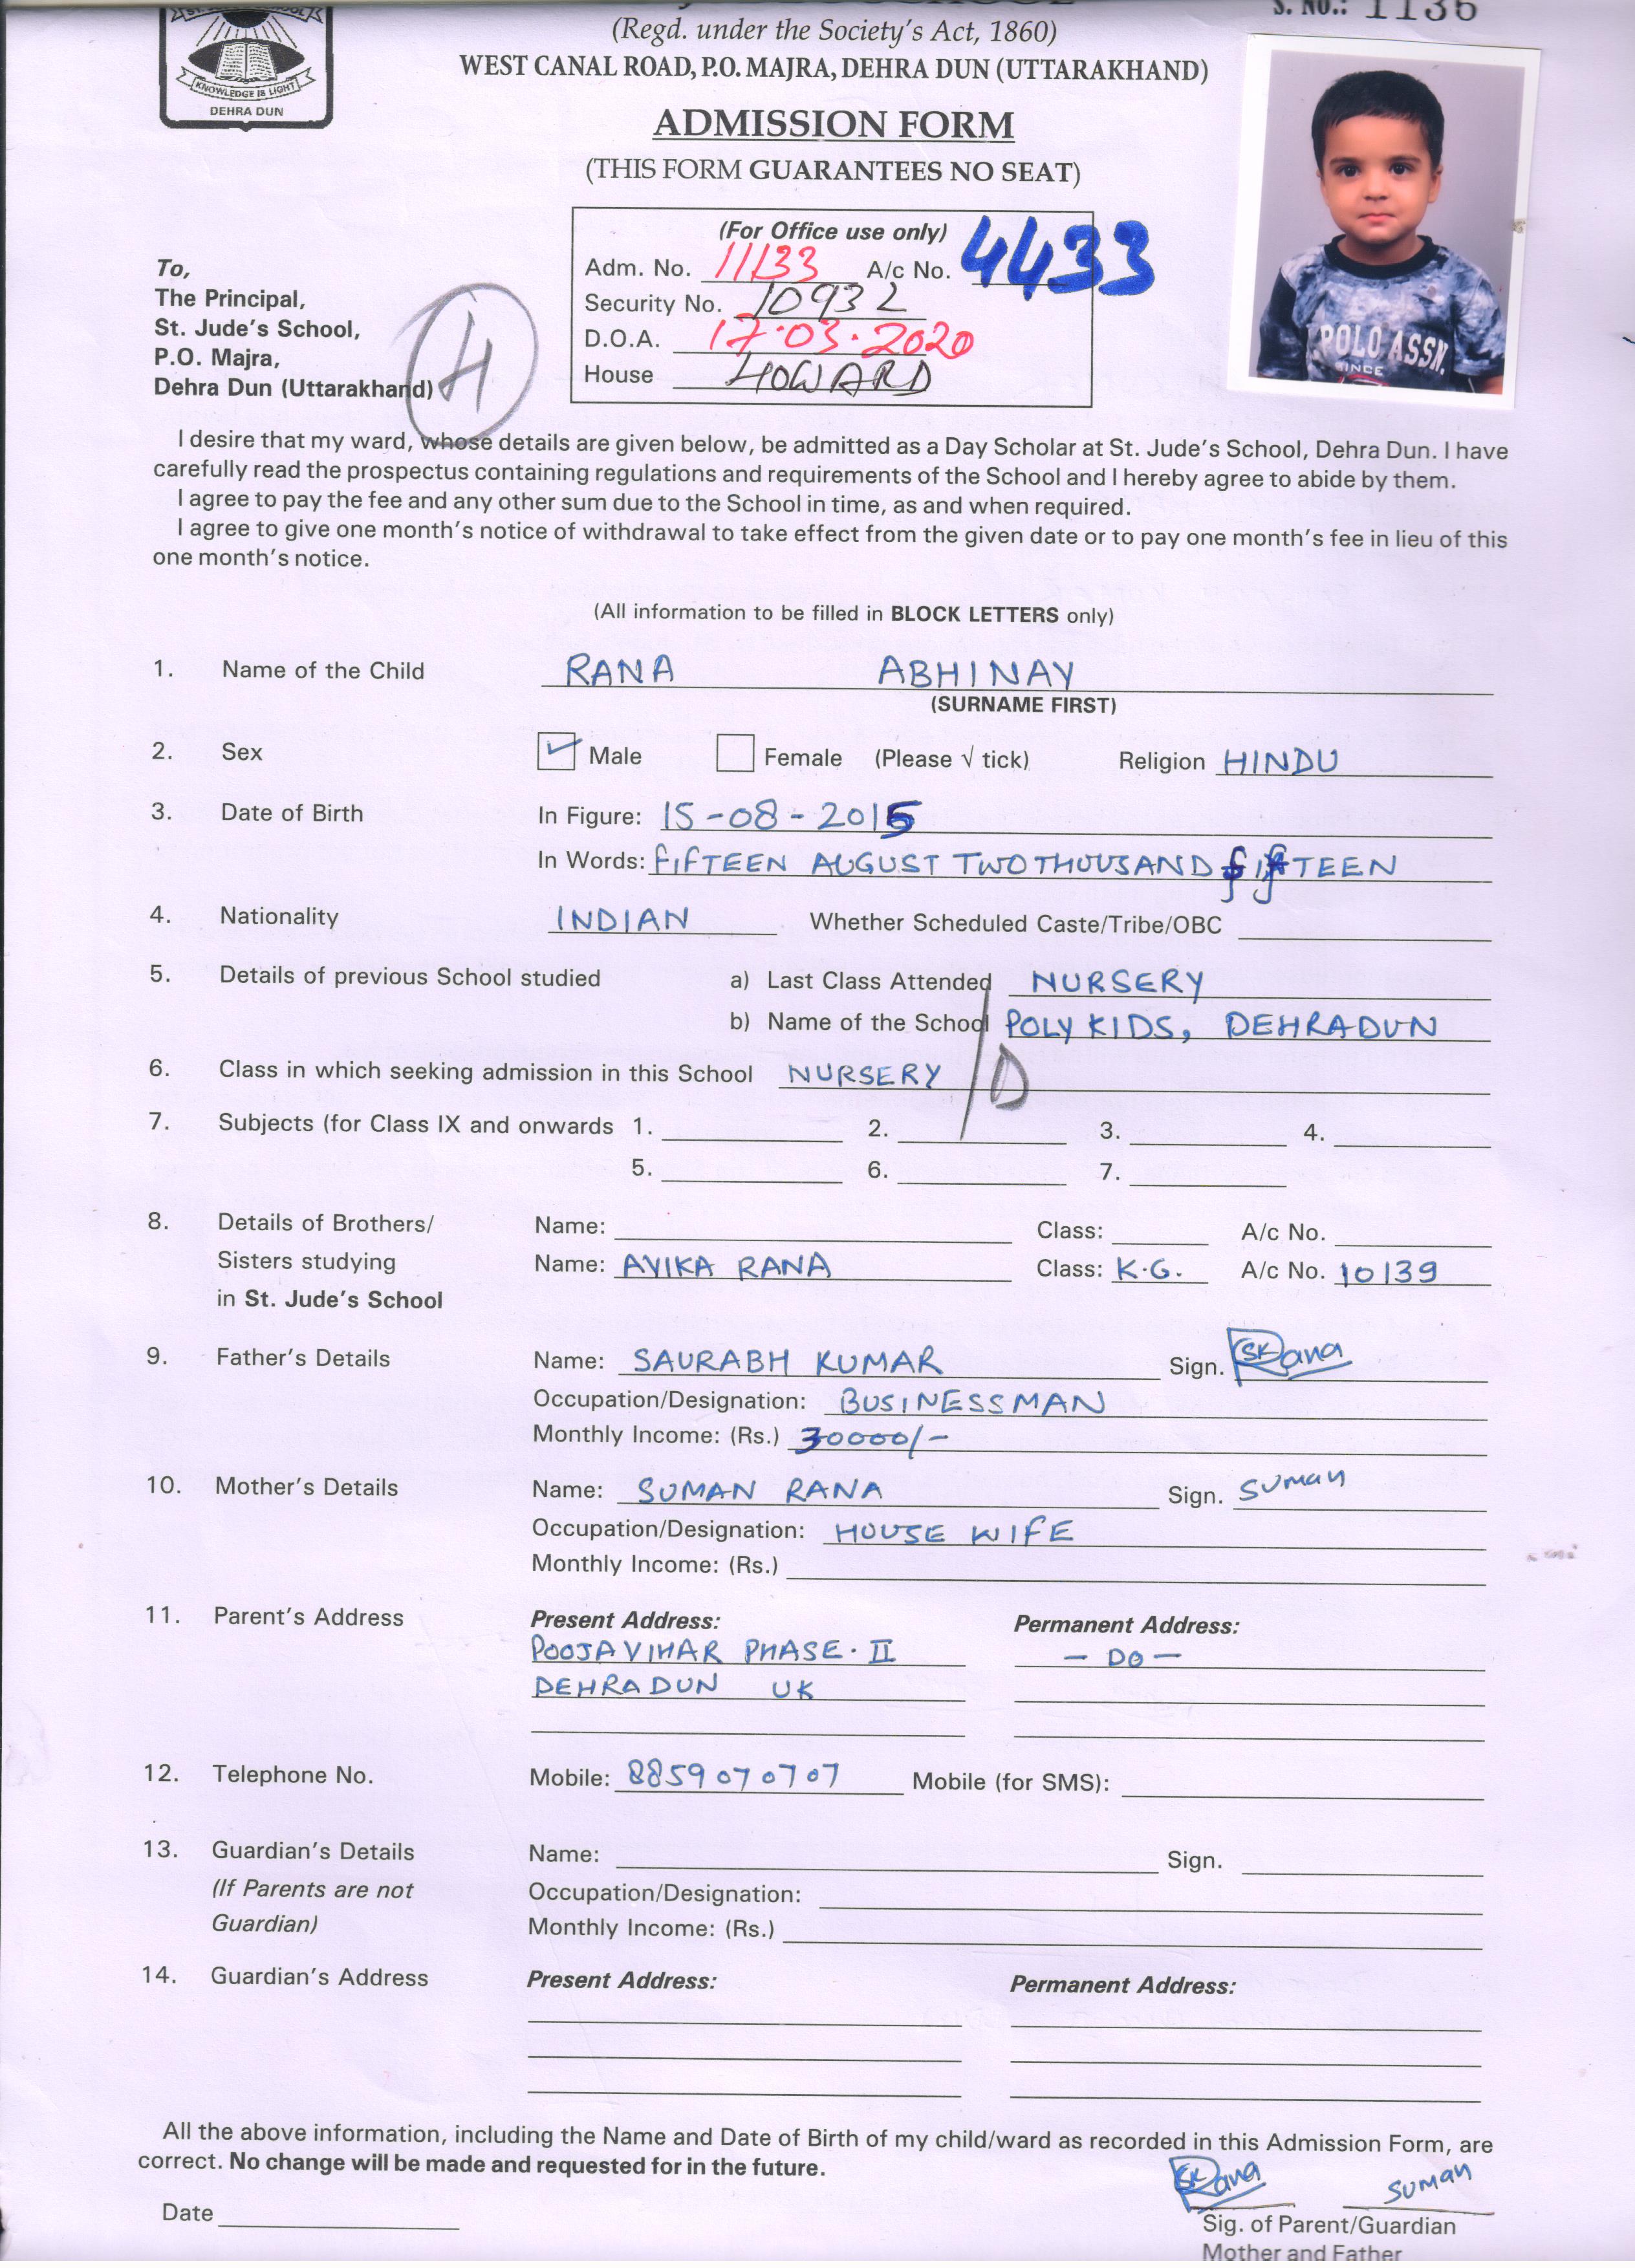 S. No.: 1136
(Regd. under the Society's Act, 1860)
WEST CANAL ROAD, P.O. MAJRA, DEHRA DUN (UTTARAKHAND)
KNOWLEDGE IS LIGHT
DEHRA DUN
ADMISSION FORM
(THIS FORM GUARANTEES NO SEAT)
(For Office use only)
Adm. No. 11133 A/c No. 4433
Security No. 10932
D.O.A. 17.03.2020
House HOWARD
POLO ASSN.
SINCE
To,
The Principal,
St. Jude's School,
P.O. Majra,
Dehra Dun (Uttarakhand)
H
I desire that my ward, whose details are given below, be admitted as a Day Scholar at St. Jude's School, Dehra Dun. I have
carefully read the prospectus containing regulations and requirements of the School and I hereby agree to abide by them.
I agree to pay the fee and any other sum due to the School in time, as and when required.
I agree to give one month's notice of withdrawal to take effect from the given date or to pay one month's fee in lieu of this
one month's notice.
(All information to be filled in BLOCK LETTERS only)
1. Name of the Child RANA ABHINAY
(SURNAME FIRST)
2. Sex Male Female (Please √ tick) Religion HINDU
3. Date of Birth In Figure: 15-08-2015
In Words: FIFTEEN AUGUST TWO THOUSAND FIFTEEN
4. Nationality INDIAN Whether Scheduled Caste/Tribe/OBC
5. Details of previous School studied a) Last Class Attended NURSERY
b) Name of the School POLY KIDS, DEHRADUN
6. Class in which seeking admission in this School NURSERY / D
7. Subjects (for Class IX and onwards 1. 2. 3. 4.
5. 6. 7.
8. Details of Brothers/ Name: Class: A/c No.
Sisters studying Name: AVIKA RANA Class: K.G. A/c No. 10139
in St. Jude's School
9. Father's Details Name: SAURABH KUMAR Sign. SKRana
Occupation/Designation: BUSINESSMAN
Monthly Income: (Rs.) 30000/-
10. Mother's Details Name: SUMAN RANA Sign. Suman
Occupation/Designation: HOUSE WIFE
Monthly Income: (Rs.)
11. Parent's Address Present Address: Permanent Address:
POOJA VIHAR PHASE·II - DO -
DEHRADUN UK
12. Telephone No. Mobile: 8859070707 Mobile (for SMS):
13. Guardian's Details Name: Sign.
(If Parents are not Occupation/Designation:
Guardian) Monthly Income: (Rs.)
14. Guardian's Address Present Address: Permanent Address:
All the above information, including the Name and Date of Birth of my child/ward as recorded in this Admission Form, are
correct. No change will be made and requested for in the future.
SKRana Suman
Date
Sig. of Parent/Guardian
Mother and Father